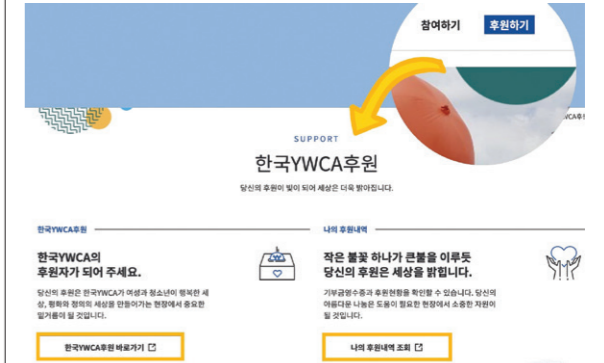 참여하기 후원하기
SUPPORT
한국YWCA후원
당신의 후원이 빛이 되어 세상은 더욱 밝아집니다.
한국YWCA후원
한국YWCA의
후원자가 되어 주세요.
당신의 후원은 한국YWCA가 여성과 청소년이 행복한 세
상, 평화와 정의의 세상을 만들어가는 현장에서 중요한
밑거름이 될 것입니다.
한국YWCA후원 바로가기
나의 후원내역
작은 불꽃 하나가 큰불을 이루듯
당신의 후원은 세상을 밝힙니다.
기부금영수증과 후원현황을 확인할 수 있습니다. 당신의
아름다운 나눔은 도움이 필요한 현장에서 소중한 자원이
될 것입니다.
나의 후원내역 조회